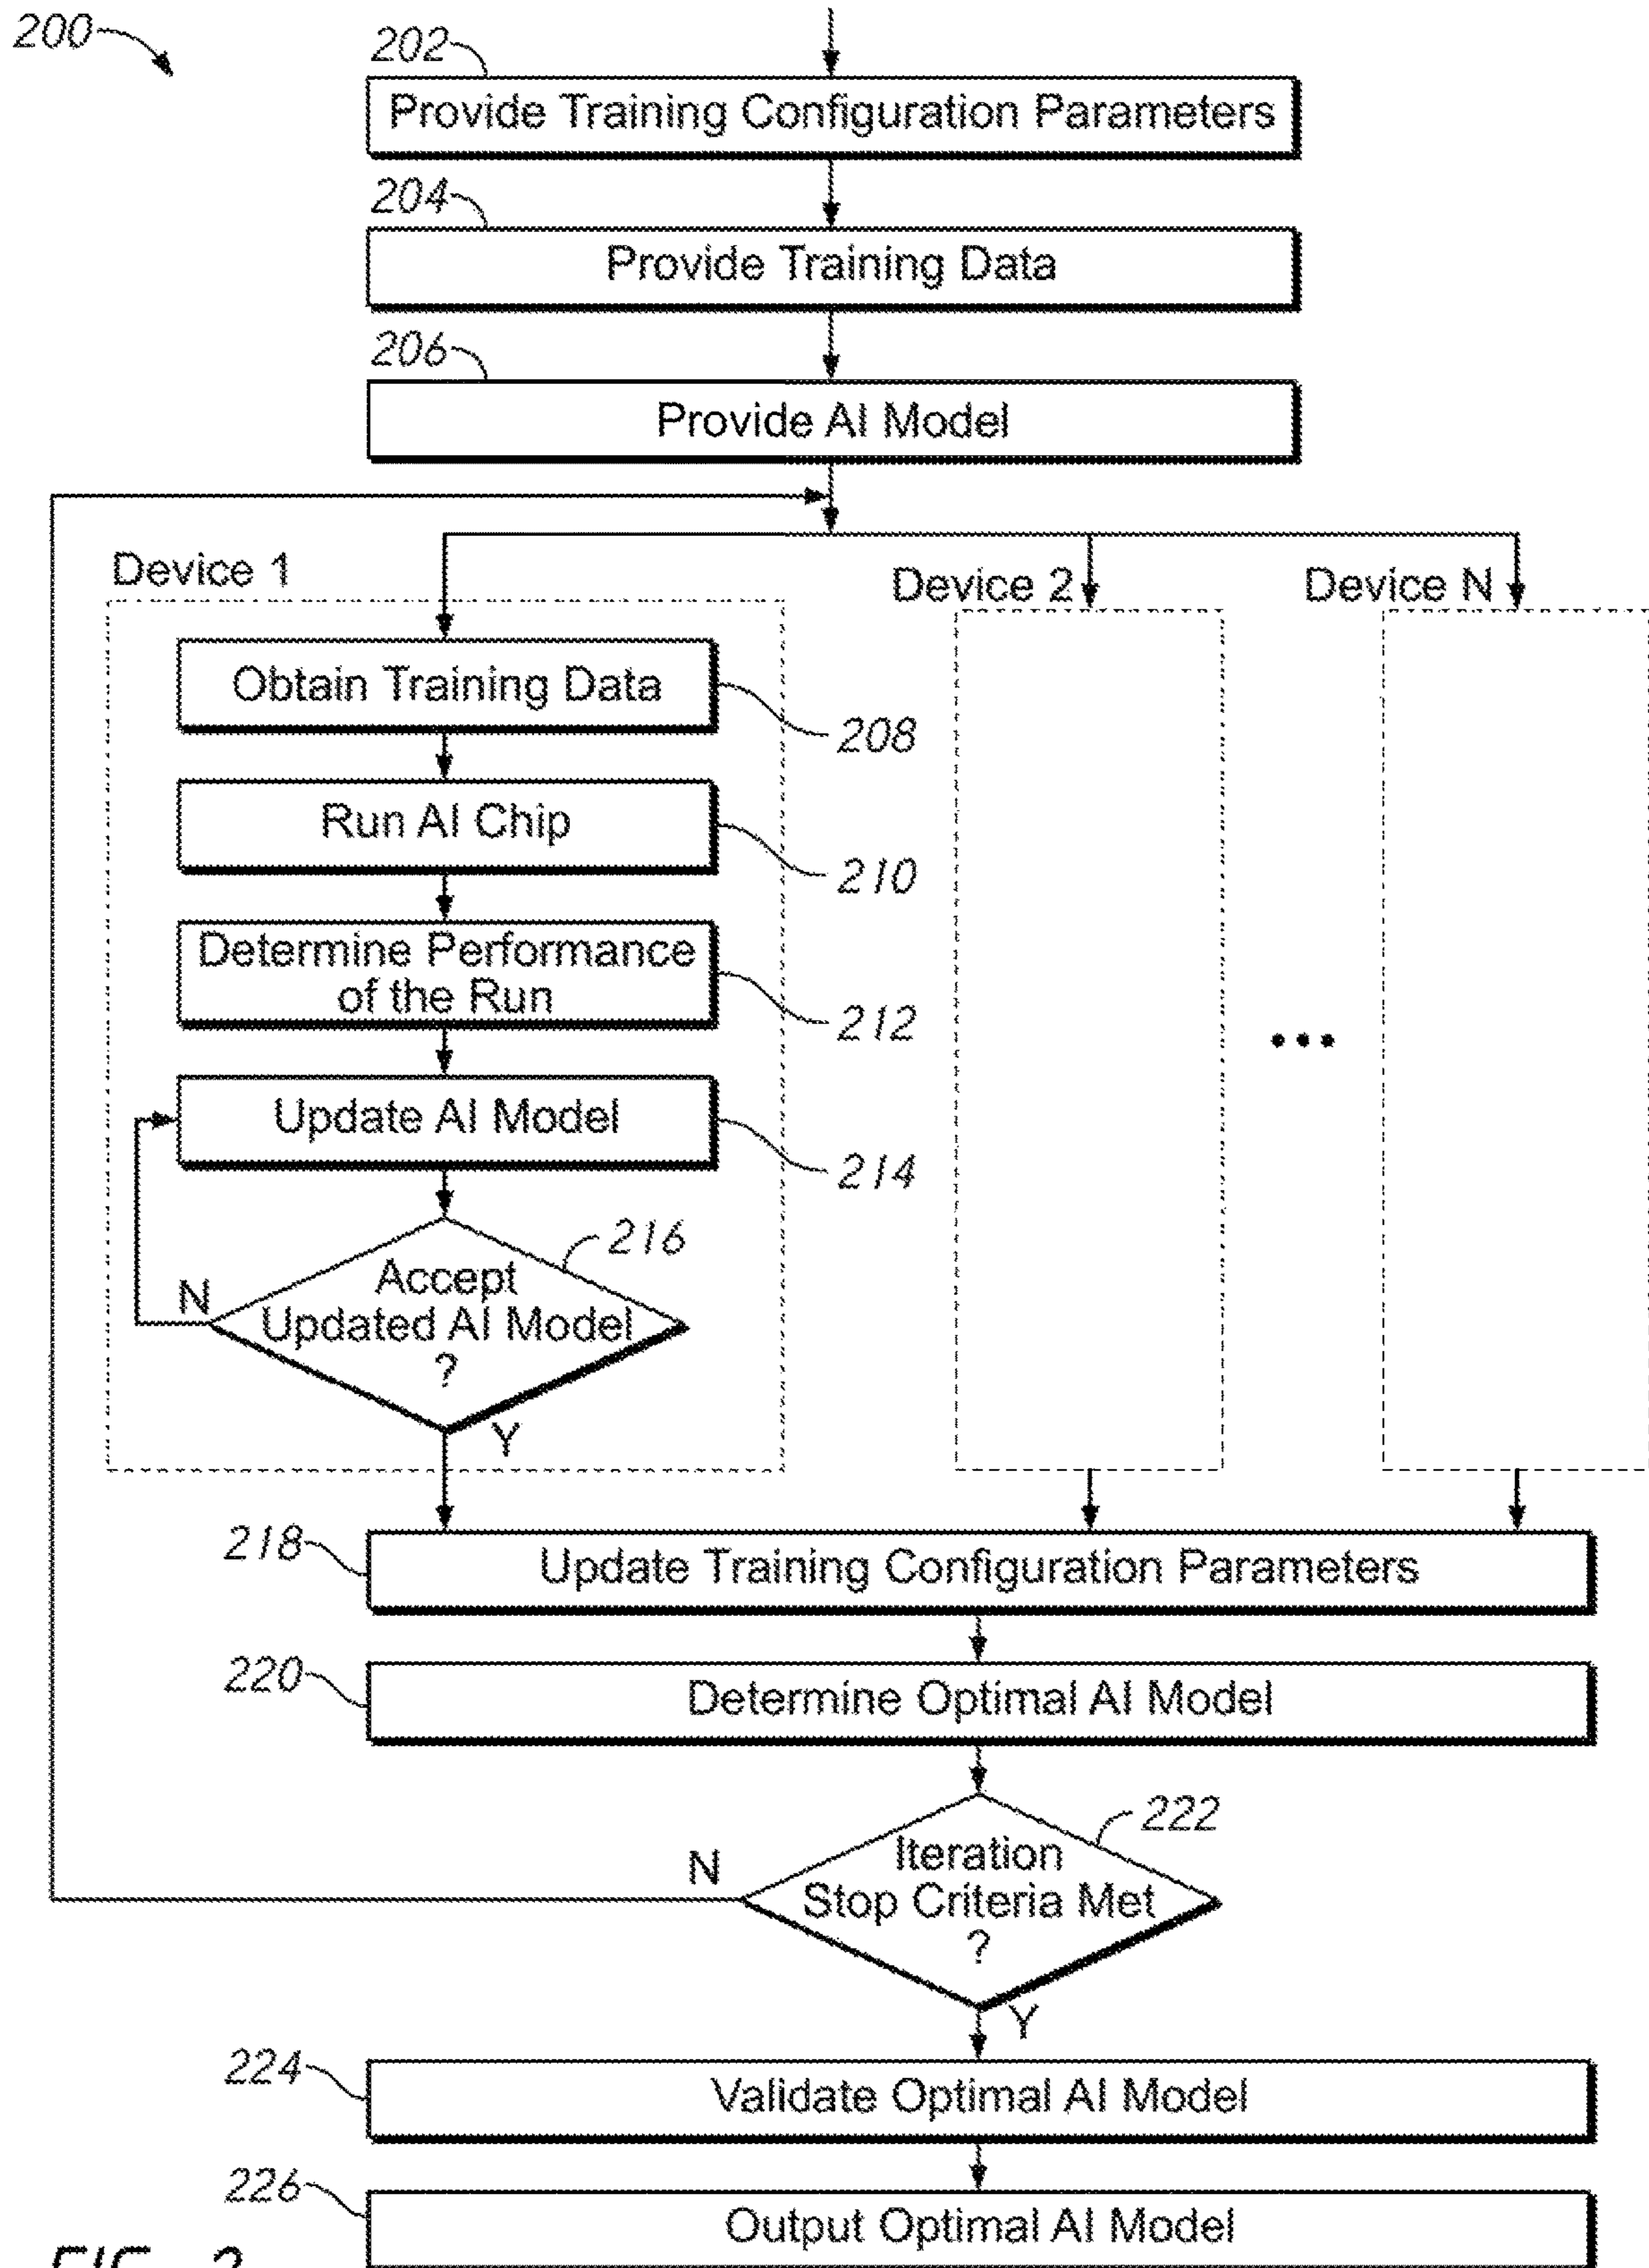 200
202
Provide Training Configuration Parameters
204
Provide Training Data
206
Provide AI Model
Device 1
Device 2
Device N
Obtain Training Data
208
Run AI Chip
210
Determine Performance
of the Run
212
Update AI Model
214
216
Accept
Updated AI Model
?
N
Y
218
Update Training Configuration Parameters
220
Determine Optimal AI Model
222
Iteration
Stop Criteria Met
?
N
Y
224
Validate Optimal AI Model
226
Output Optimal AI Model
FIG. 2